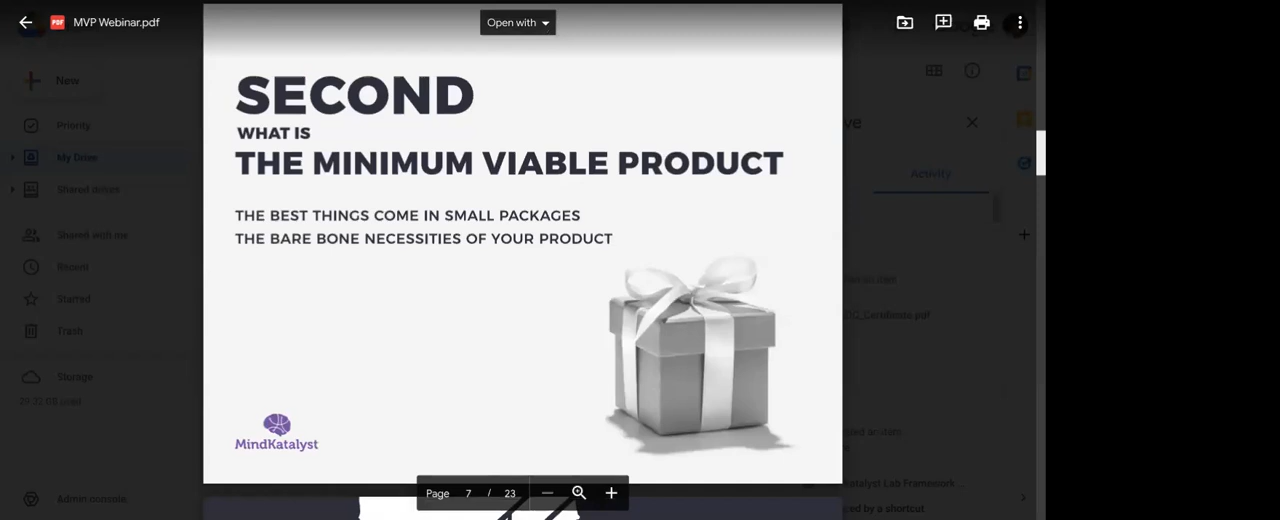 MVP Webinar.pdf
Open with
New
Priority
My Drive
Shared drives
Shared with me
Recent
Starred
Trash
Storage
Admin console
SECOND
WHAT IS
THE MINIMUM VIABLE PRODUCT
THE BEST THINGS COME IN SMALL PACKAGES
THE BARE BONE NECESSITIES OF YOUR PRODUCT
MindKatalyst
Page 7 / 23
Activity